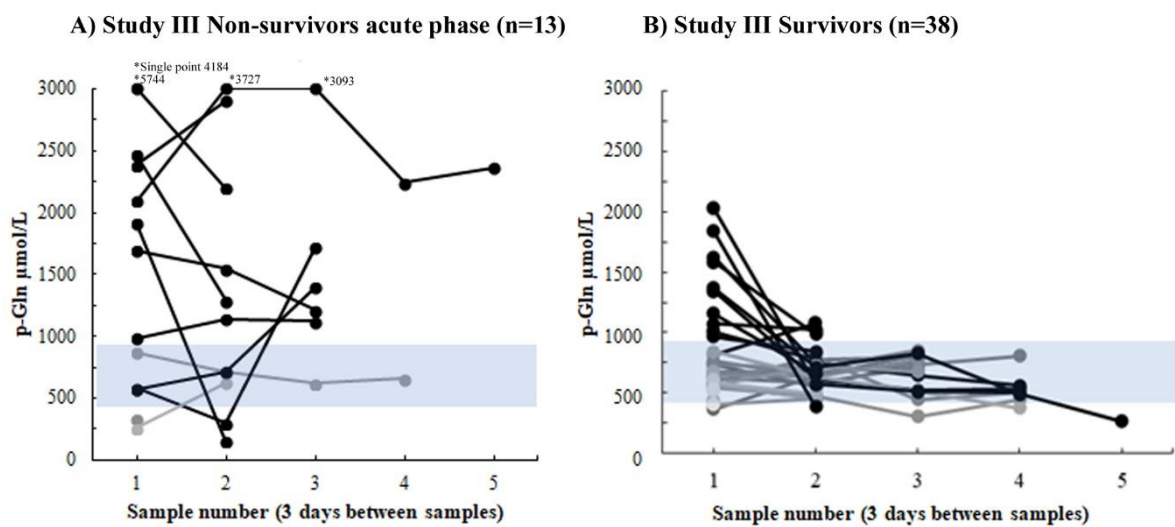 A) Study III Non-survivors acute phase (n=13)
*Single point 4184
*5744
*3727
*3093
3000
2500
2000
1500
1000
500
0
p-Gln µmol/L
1 2 3 4 5
Sample number (3 days between samples)
B) Study III Survivors (n=38)
3000
2500
2000
1500
1000
500
0
p-Gln µmol/L
1 2 3 4 5
Sample number (3 days between samples)